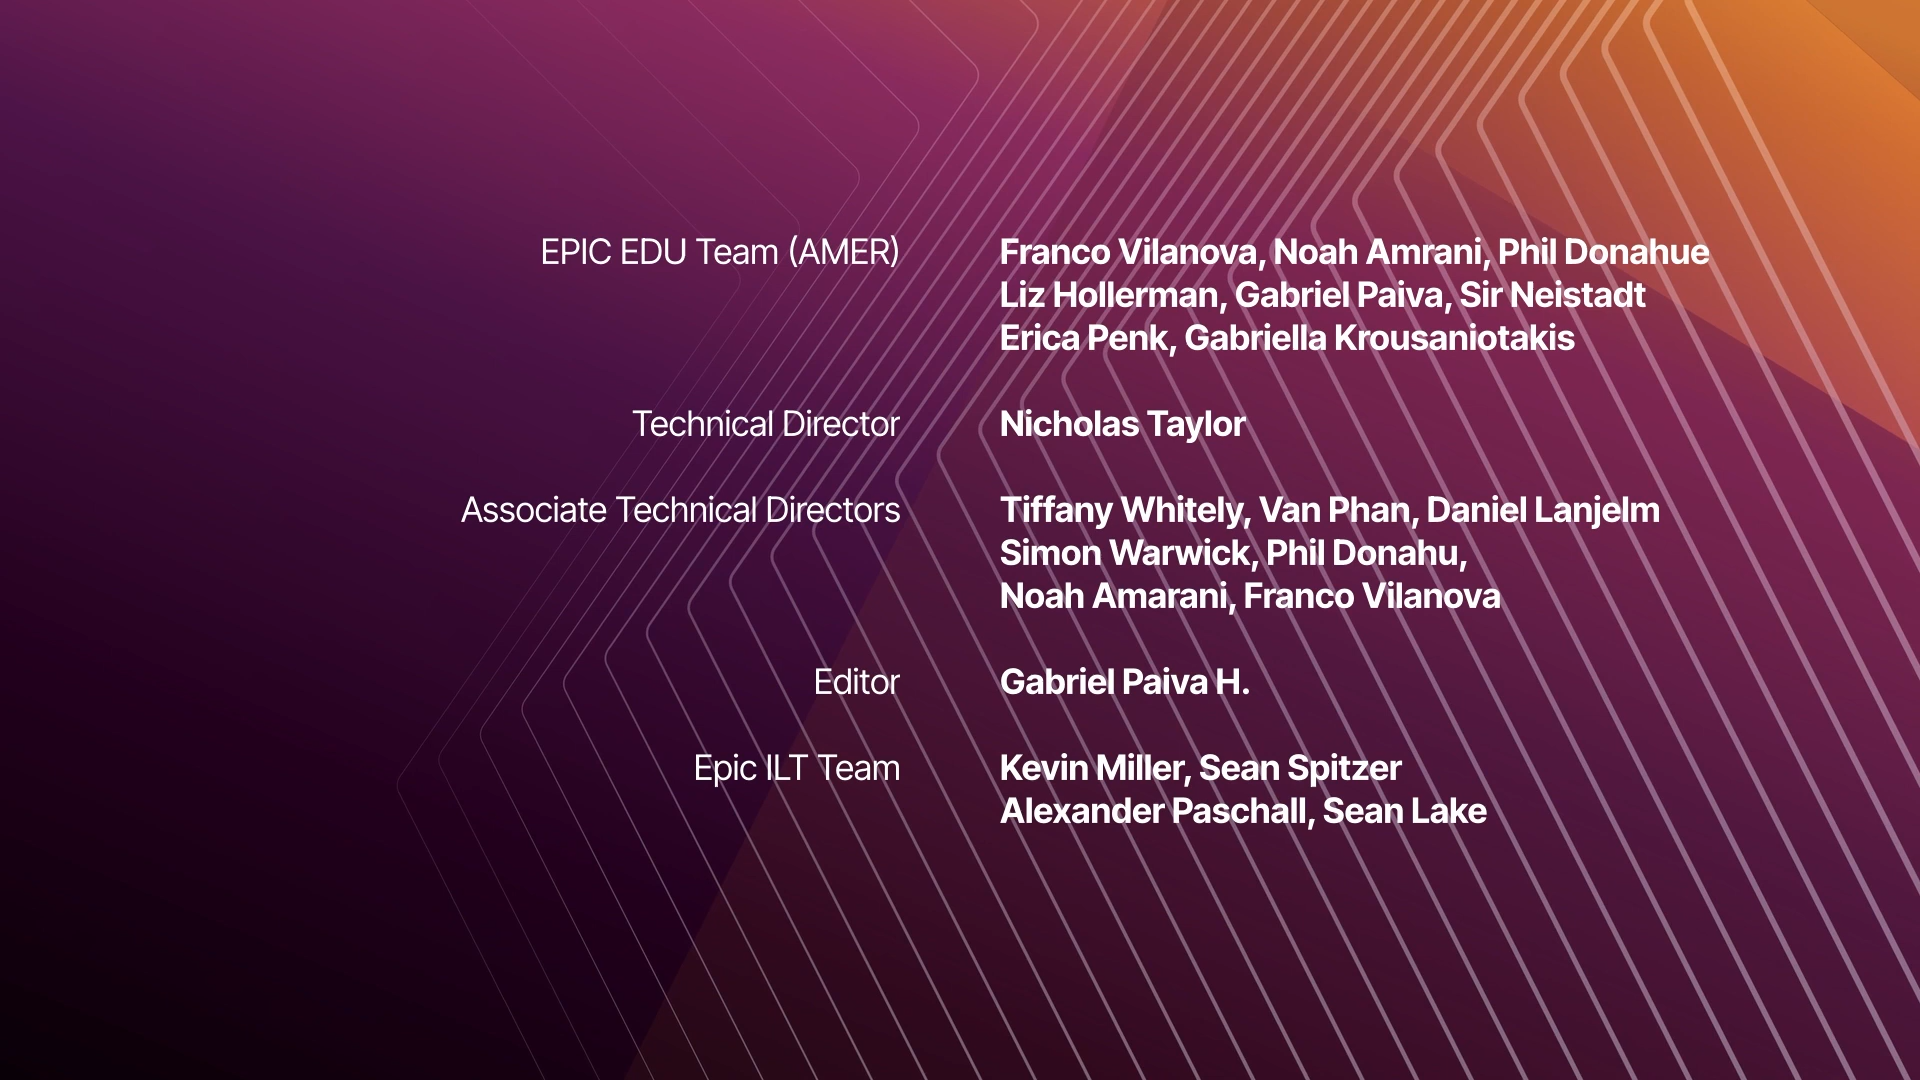 EPIC EDU Team (AMER) Franco Vilanova, Noah Amrani, Phil Donahue
Liz Hollerman, Gabriel Paiva, Sir Neistadt
Erica Penk, Gabriella Krousaniotakis
Technical Director Nicholas Taylor
Associate Technical Directors Tiffany Whitely, Van Phan, Daniel Lanjelm
Simon Warwick, Phil Donahu,
Noah Amarani, Franco Vilanova
Editor Gabriel Paiva H.
Epic ILT Team Kevin Miller, Sean Spitzer
Alexander Paschall, Sean Lake